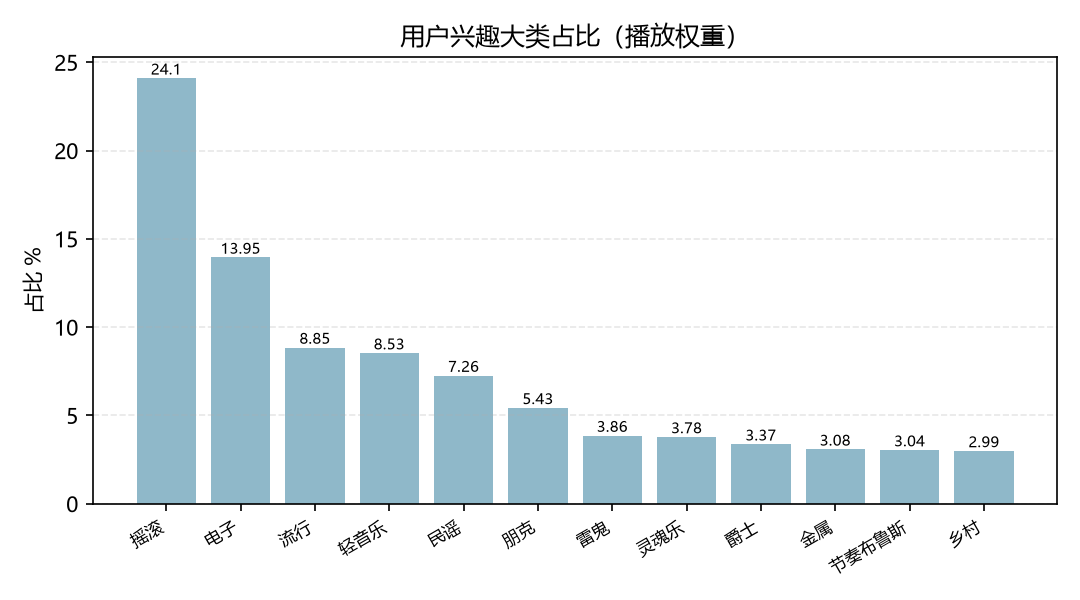 用户兴趣大类占比（播放权重）
占比 %
25
20
15
10
5
0
24.1
13.95
8.85
8.53
7.26
5.43
3.86
3.78
3.37
3.08
3.04
2.99
摇滚
电子
流行
轻音乐
民谣
朋克
雷鬼
灵魂乐
爵士
金属
节奏布鲁斯
乡村